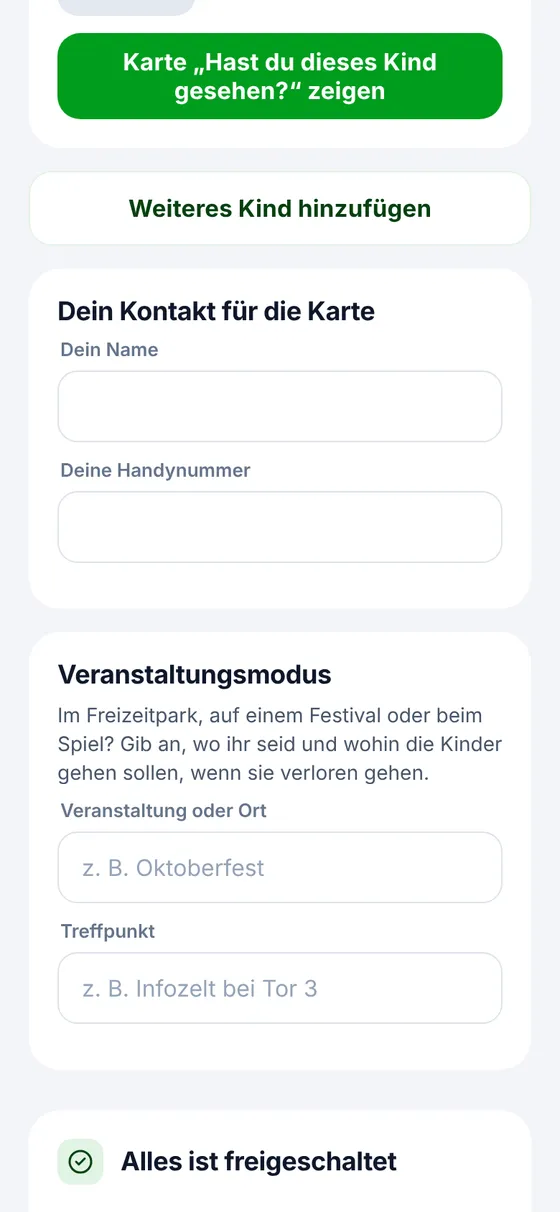 Karte „Hast du dieses Kind
gesehen?“ zeigen
Weiteres Kind hinzufügen
Dein Kontakt für die Karte
Dein Name
Deine Handynummer
Veranstaltungsmodus
Im Freizeitpark, auf einem Festival oder beim
Spiel? Gib an, wo ihr seid und wohin die Kinder
gehen sollen, wenn sie verloren gehen.
Veranstaltung oder Ort
z. B. Oktoberfest
Treffpunkt
z. B. Infozelt bei Tor 3
Alles ist freigeschaltet